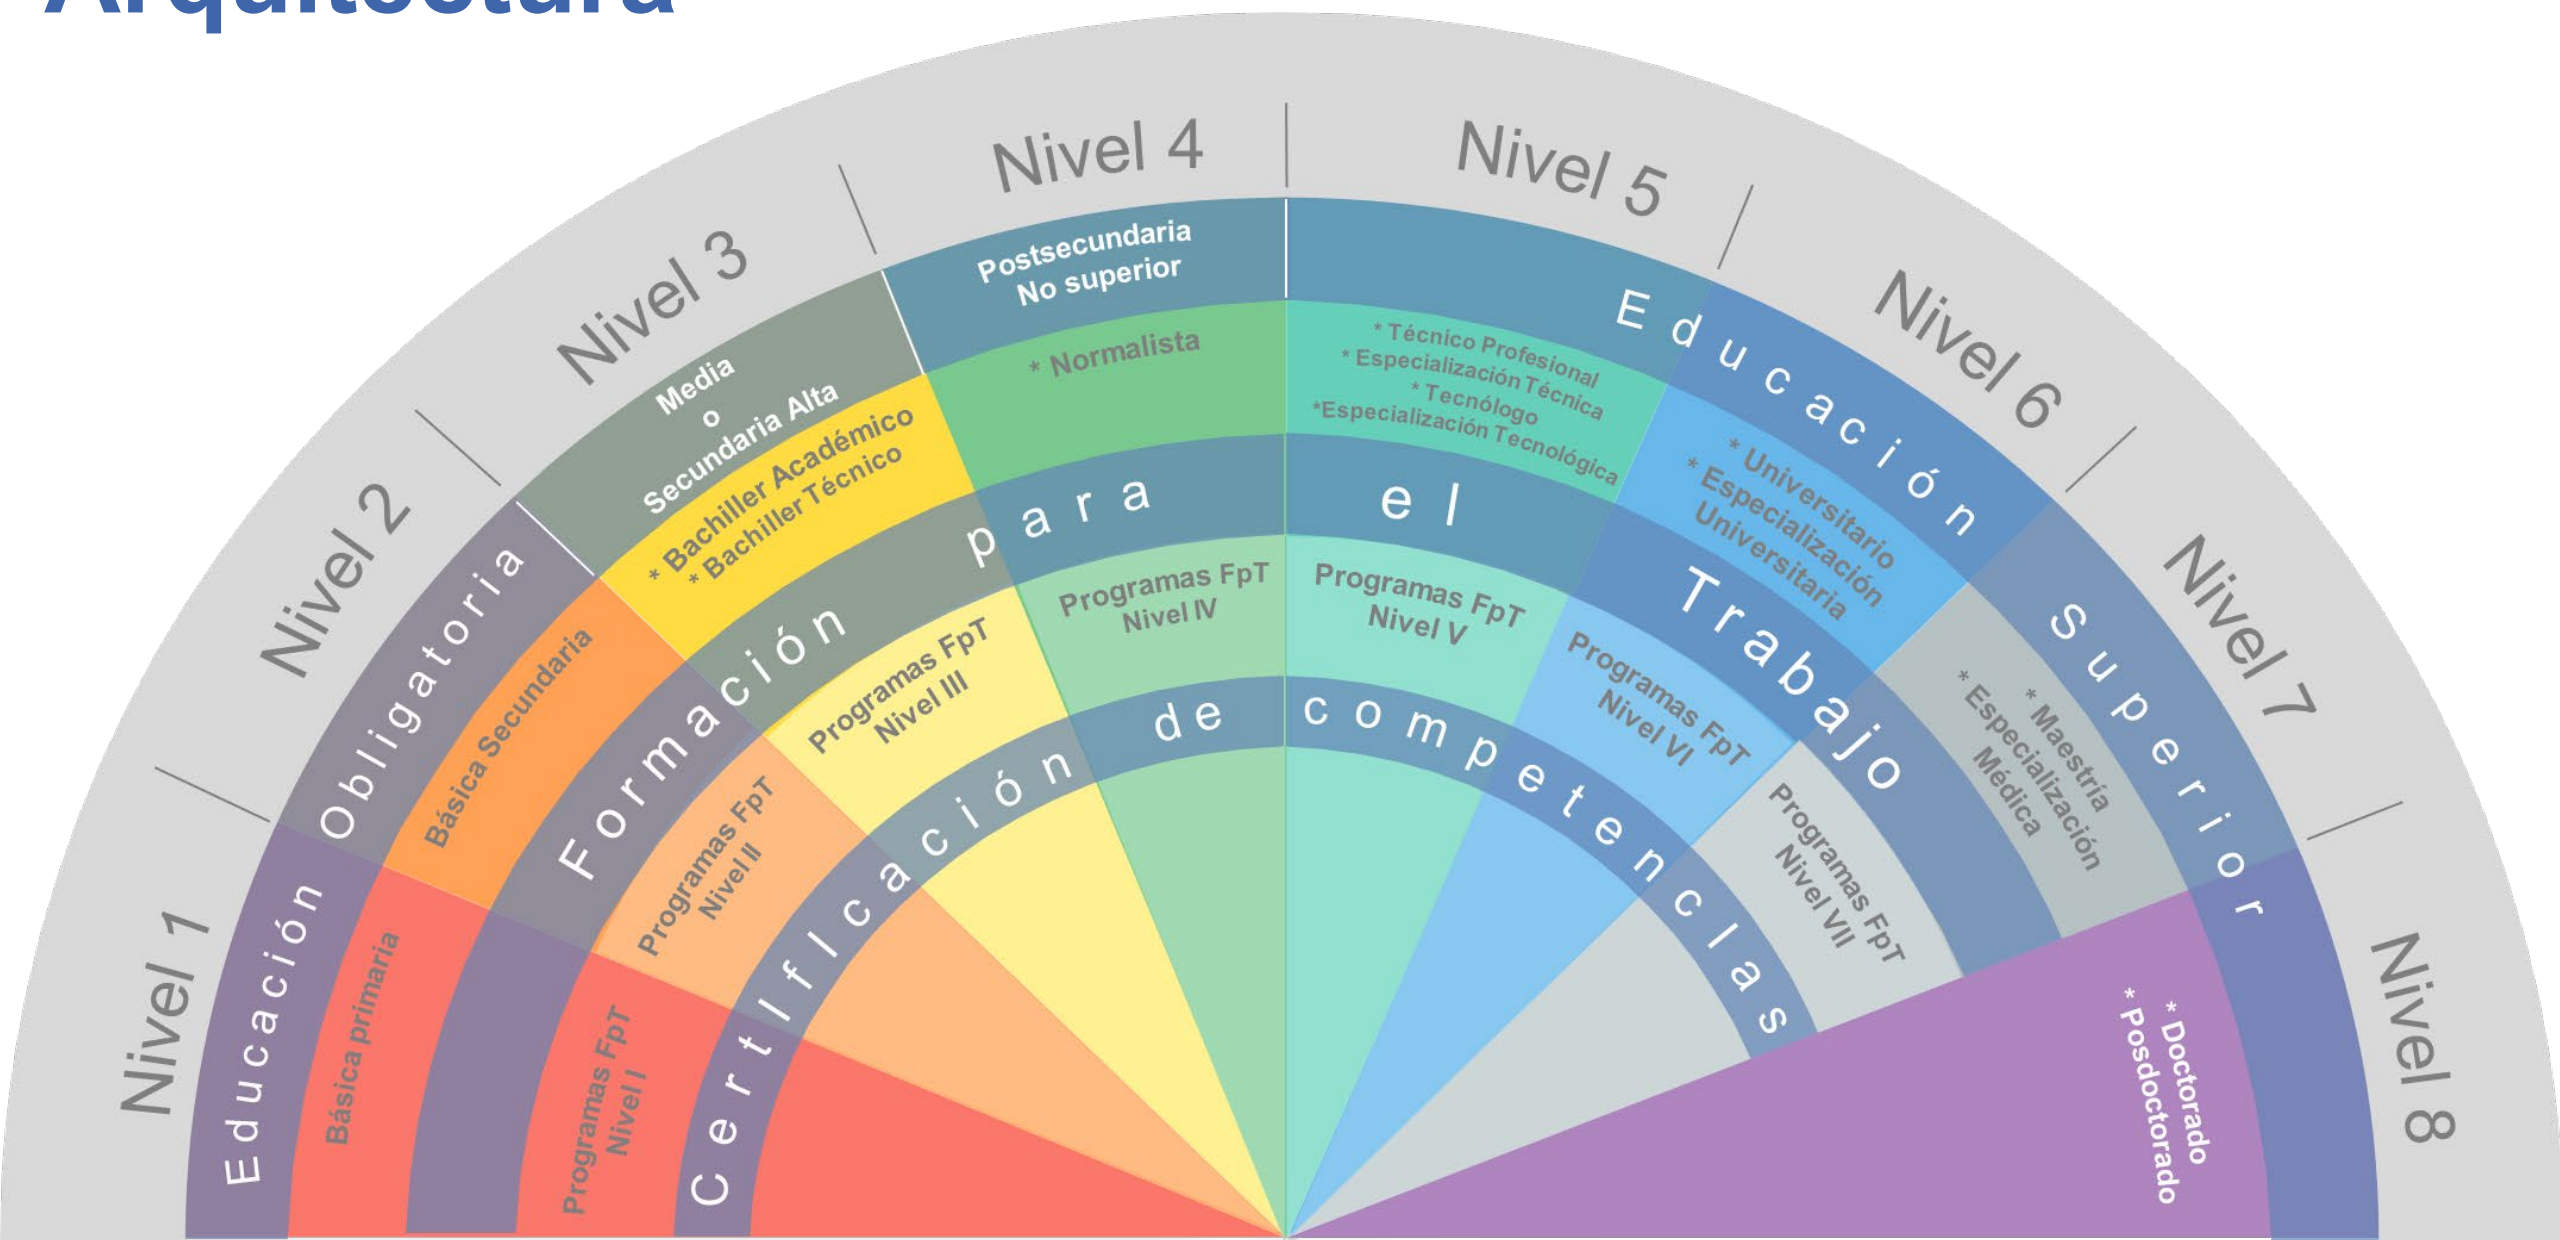 Arquitectura
Nivel 1
Nivel 2
Nivel 3
Nivel 4
Nivel 5
Nivel 6
Nivel 7
Nivel 8
Educación Obligatoria
Media
o
Secundaria Alta
Postsecundaria
No superior
Educación Superior
Básica primaria
Básica Secundaria
* Bachiller Académico
* Bachiller Técnico
* Normalista
* Técnico Profesional
* Especialización Técnica
* Tecnólogo
*Especialización Tecnológica
* Universitario
* Especialización
Universitaria
* Maestría
* Especialización
Médica
* Doctorado
* Posdoctorado
Formación para el Trabajo
Programas FpT
Nivel I
Programas FpT
Nivel II
Programas FpT
Nivel III
Programas FpT
Nivel IV
Programas FpT
Nivel V
Programas FpT
Nivel VI
Programas FpT
Nivel VII
CertIfIcación de competencIas